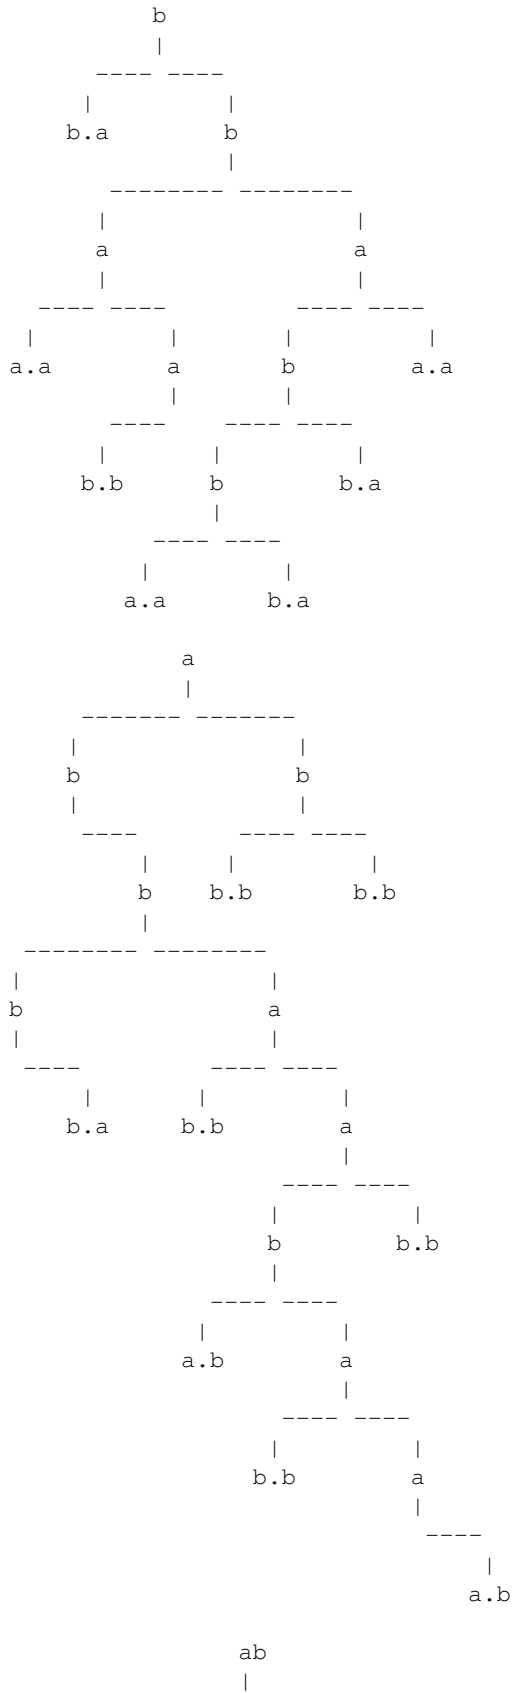 b
           |
       ---- ----
      |         |
     b.a        b
                |
        -------- --------
       |                 |
       a                 a
       |                 |
   ---- ----         ---- ----
  |         |       |         |
 a.a        a       b        a.a
            |       |
        ----    ---- ----
       |       |         |
      b.b      b        b.a
               |
           ---- ----
          |         |
         a.a       b.a

             a
             |
      ------- -------
     |               |
     b               b
     |               |
      ----       ---- ----
          |     |         |
          b    b.b       b.b
          |
  -------- --------
 |                 |
 b                 a
 |                 |
  ----         ---- ----
      |       |         |
     b.a     b.b        a
                        |
                    ---- ----
                   |         |
                   b        b.b
                   |
               ---- ----
              |         |
             a.b        a
                        |
                    ---- ----
                   |         |
                  b.b        a
                             |
                              ----
                                  |
                                 a.b

                 ab
                 |